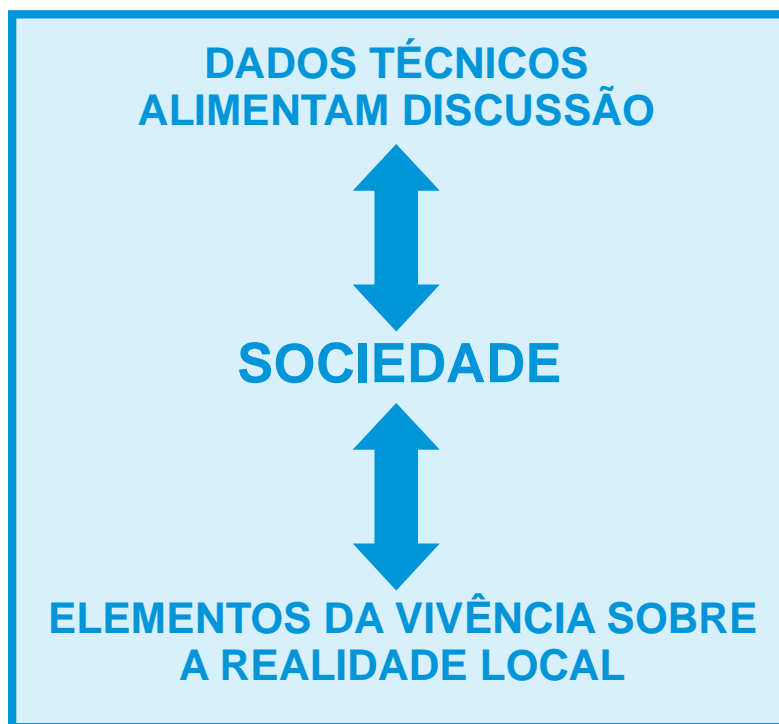 DADOS TÉCNICOS
ALIMENTAM DISCUSSÃO
SOCIEDADE
ELEMENTOS DA VIVÊNCIA SOBRE
A REALIDADE LOCAL